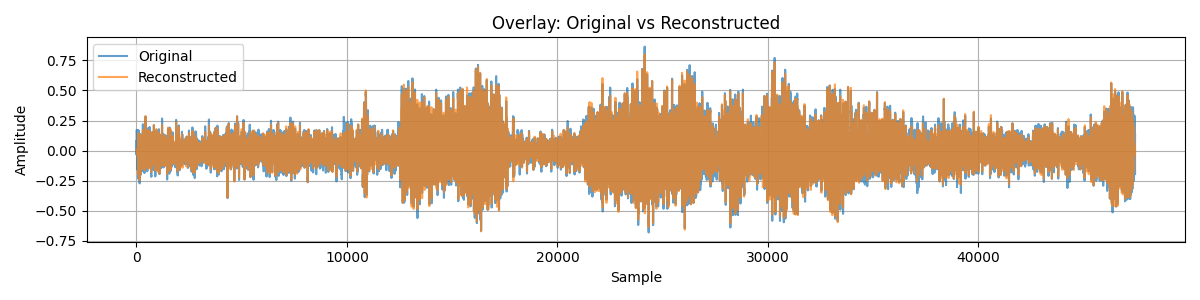 Overlay: Original vs Reconstructed
Original
Reconstructed
Amplitude
0.75
0.50
0.25
0.00
−0.25
−0.50
−0.75
0 10000 20000 30000 40000
Sample